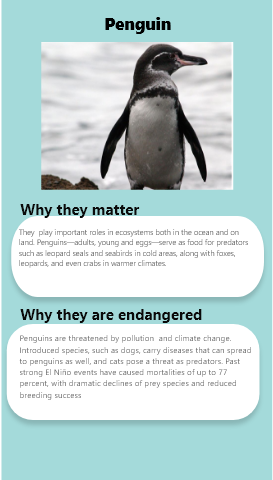 Penguin
Why they matter
They play important roles in ecosystems both in the ocean and on
land. Penguins—adults, young and eggs—serve as food for predators
such as leopard seals and seabirds in cold areas, along with foxes,
leopards, and even crabs in warmer climates.
Why they are endangered
Penguins are threatened by pollution and climate change.
Introduced species, such as dogs, carry diseases that can spread
to penguins as well, and cats pose a threat as predators. Past
strong El Niño events have caused mortalities of up to 77
percent, with dramatic declines of prey species and reduced
breeding success